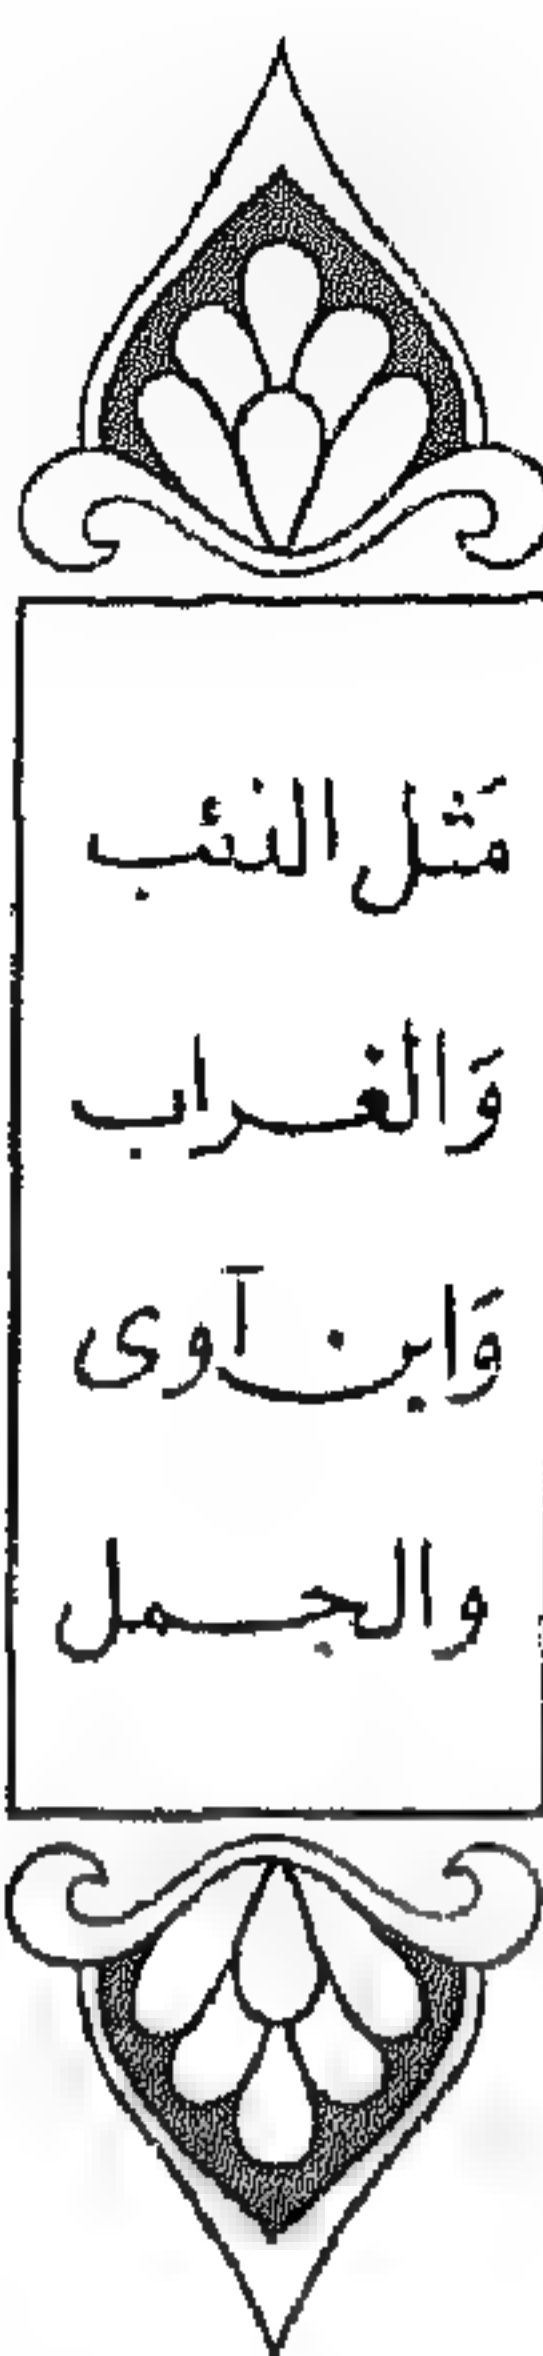 مَثل الذئب
وَالغراب
وَابن آوى
والجمل